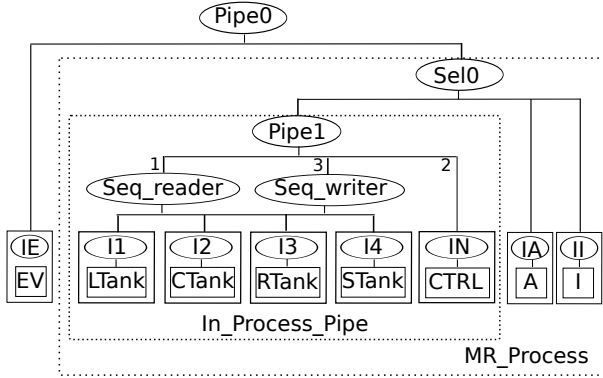 Pipe0
Sel0
Pipe1
1 3 2
Seq_reader Seq_writer
IE I1 I2 I3 I4 IN IA II
EV LTank CTank RTank STank CTRL A I
In_Process_Pipe
MR_Process